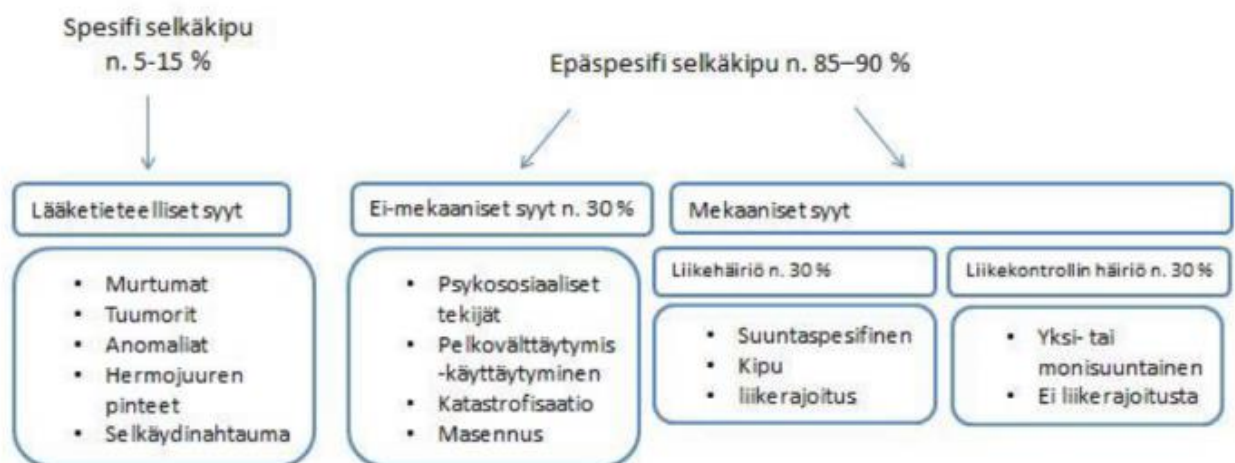 Spesifi selkäkipu
n. 5-15 %
Epäspesifi selkäkipu n. 85–90 %
Lääketieteelliset syyt
• Murtumat
• Tuumorit
• Anomaliat
• Hermojuuren
pinteet
• Selkäydinahtauma
Ei-mekaaniset syyt n. 30 %
• Psykososiaaliset
tekijät
• Pelkovälttäytymis
-käyttäytyminen
• Katastrofisaatio
• Masennus
Mekaaniset syyt
Liikehäiriö n. 30 %
• Suuntaspesifinen
• Kipu
• liikerajoitus
Liikekontrollin häiriö n. 30 %
• Yksi- tai
monisuuntainen
• Ei liikerajoitusta